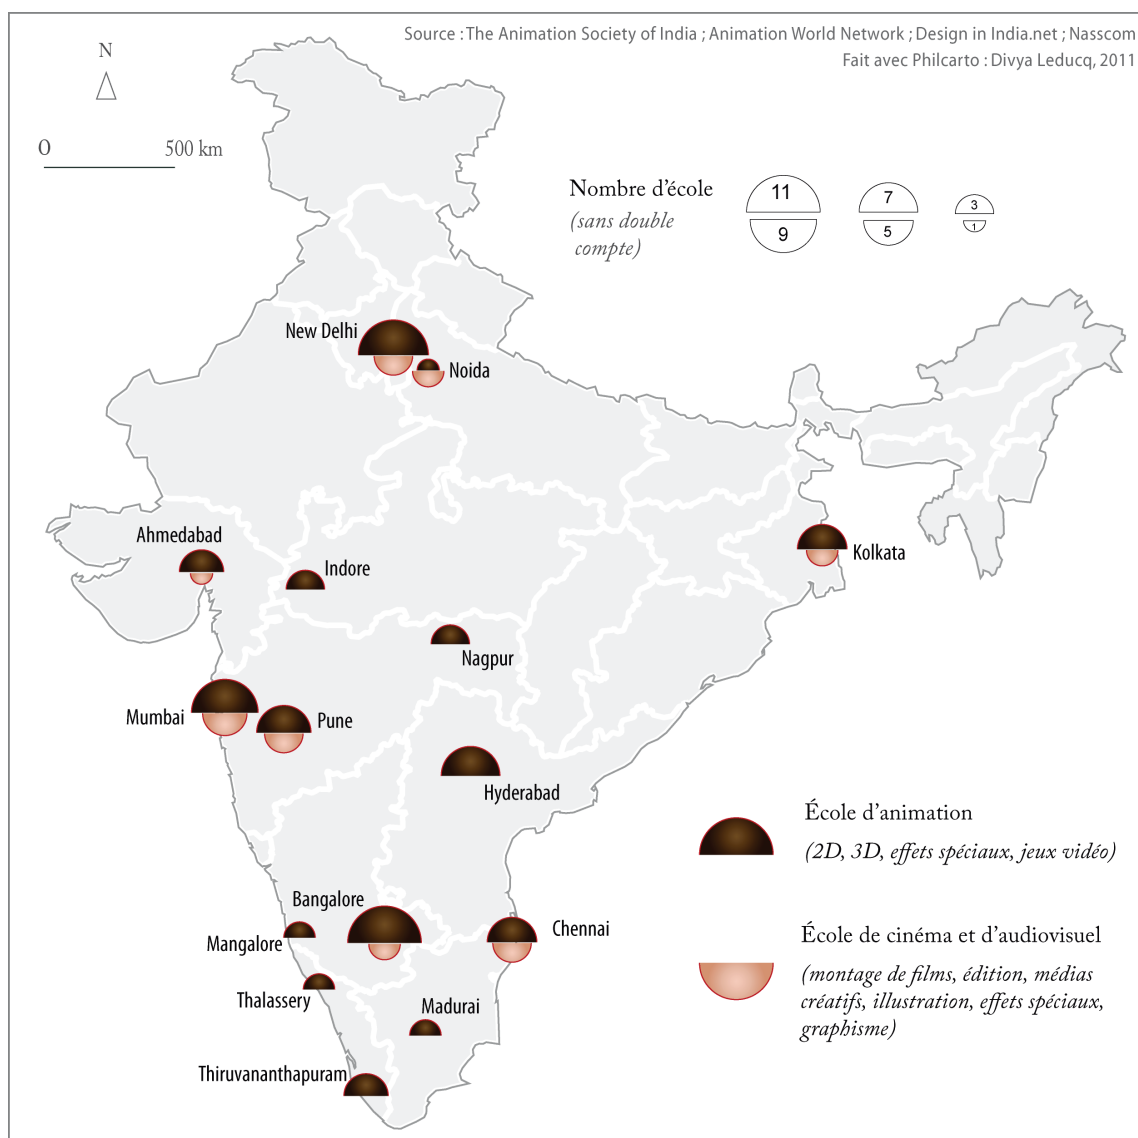 Source : The Animation Society of India ; Animation World Network ; Design in India.net ; Nasscom
Fait avec Philcarto : Divya Leducq, 2011
N
0
500 km
Nombre d'école
(sans double
compte)
11
9
7
5
3
1
New Delhi
Noida
Ahmedabad
Indore
Kolkata
Nagpur
Mumbai
Pune
Hyderabad
École d'animation
(2D, 3D, effets spéciaux, jeux vidéo)
Bangalore
Chennai
Mangalore
École de cinéma et d'audiovisuel
(montage de films, édition, médias
créatifs, illustration, effets spéciaux,
graphisme)
Thalassery
Madurai
Thiruvananthapuram